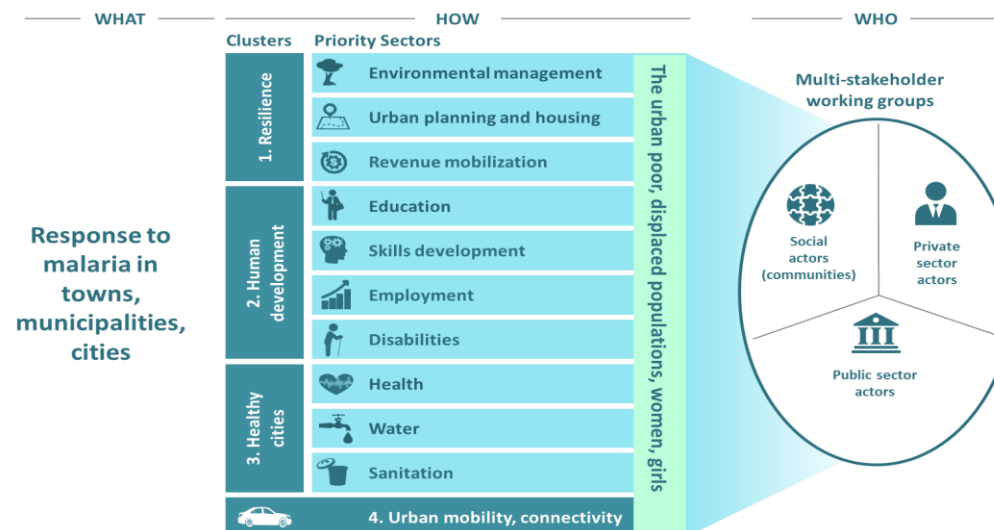 WHAT
HOW
WHO
Clusters
Priority Sectors
Response to
malaria in
towns,
municipalities,
cities
1. Resilience
Environmental management
Urban planning and housing
Revenue mobilization
2. Human
development
Education
Skills development
Employment
Disabilities
3. Healthy
cities
Health
Water
Sanitation
4. Urban mobility, connectivity
The urban poor, displaced populations, women, girls
Multi-stakeholder
working groups
Social
actors
(communities)
Private
sector
actors
Public sector
actors